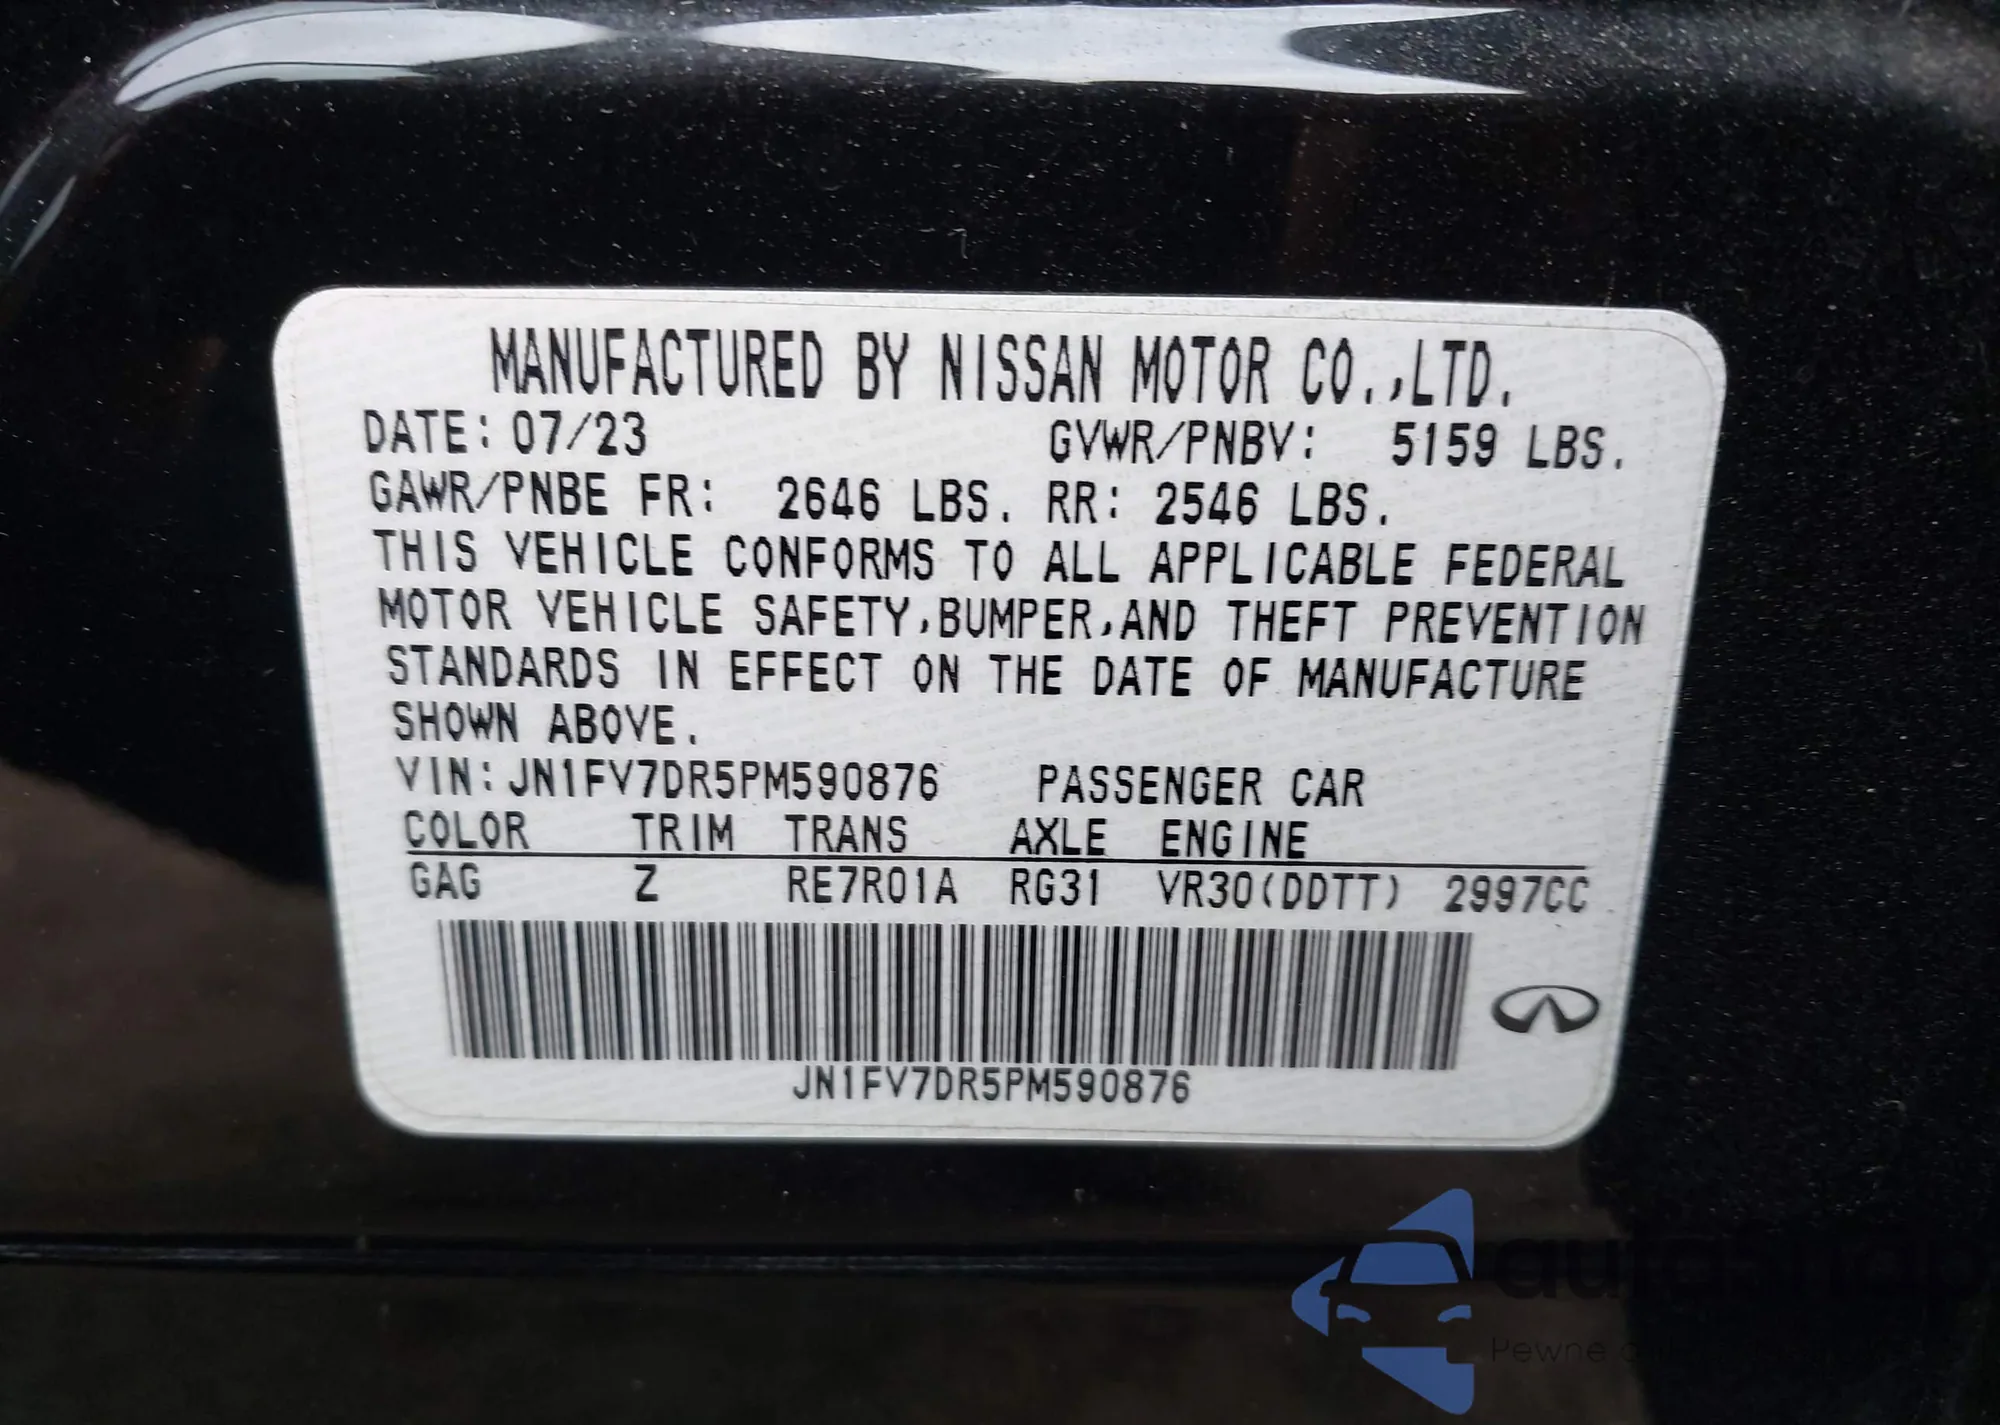 MANUFACTURED BY NISSAN MOTOR CO.,LTD.
DATE: 07/23 GVWR/PNBV: 5159 LBS.
GAWR/PNBE FR: 2646 LBS. RR: 2546 LBS.
THIS VEHICLE CONFORMS TO ALL APPLICABLE FEDERAL
MOTOR VEHICLE SAFETY,BUMPER,AND THEFT PREVENTION
STANDARDS IN EFFECT ON THE DATE OF MANUFACTURE
SHOWN ABOVE.
VIN:JN1FV7DR5PM590876 PASSENGER CAR
COLOR TRIM TRANS AXLE ENGINE
GAG Z RE7R01A RG31 VR30(DDTT) 2997CC
JN1FV7DR5PM590876
Pewne